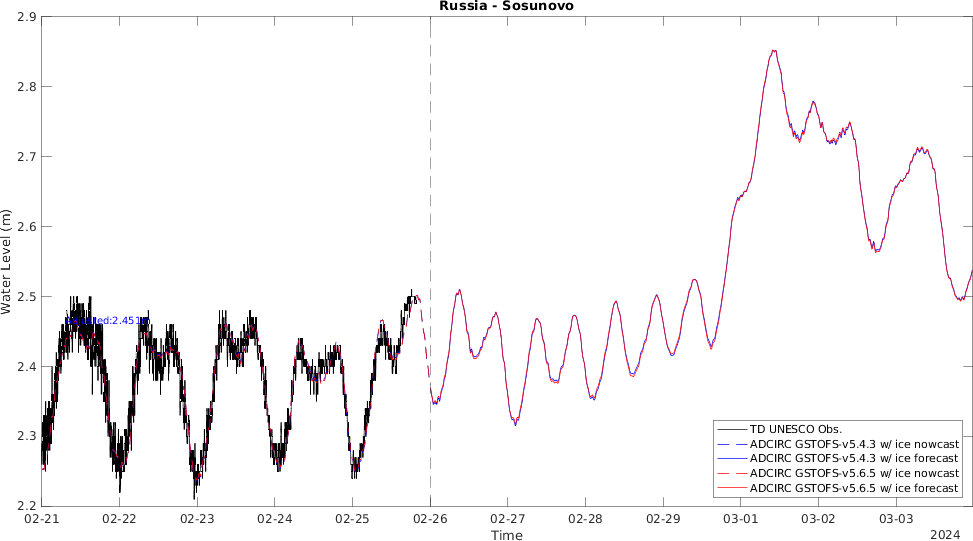 Russia - Sosunovo
2.9
2.8
2.7
2.6
2.5
2.4
2.3
2.2
Water Level (m)
02-21 02-22 02-23 02-24 02-25 02-26 02-27 02-28 02-29 03-01 03-02 03-03
Time
2024
TD UNESCO Obs.
ADCIRC GSTOFS-v5.4.3 w/ ice nowcast
ADCIRC GSTOFS-v5.4.3 w/ ice forecast
ADCIRC GSTOFS-v5.6.5 w/ ice nowcast
ADCIRC GSTOFS-v5.6.5 w/ ice forecast